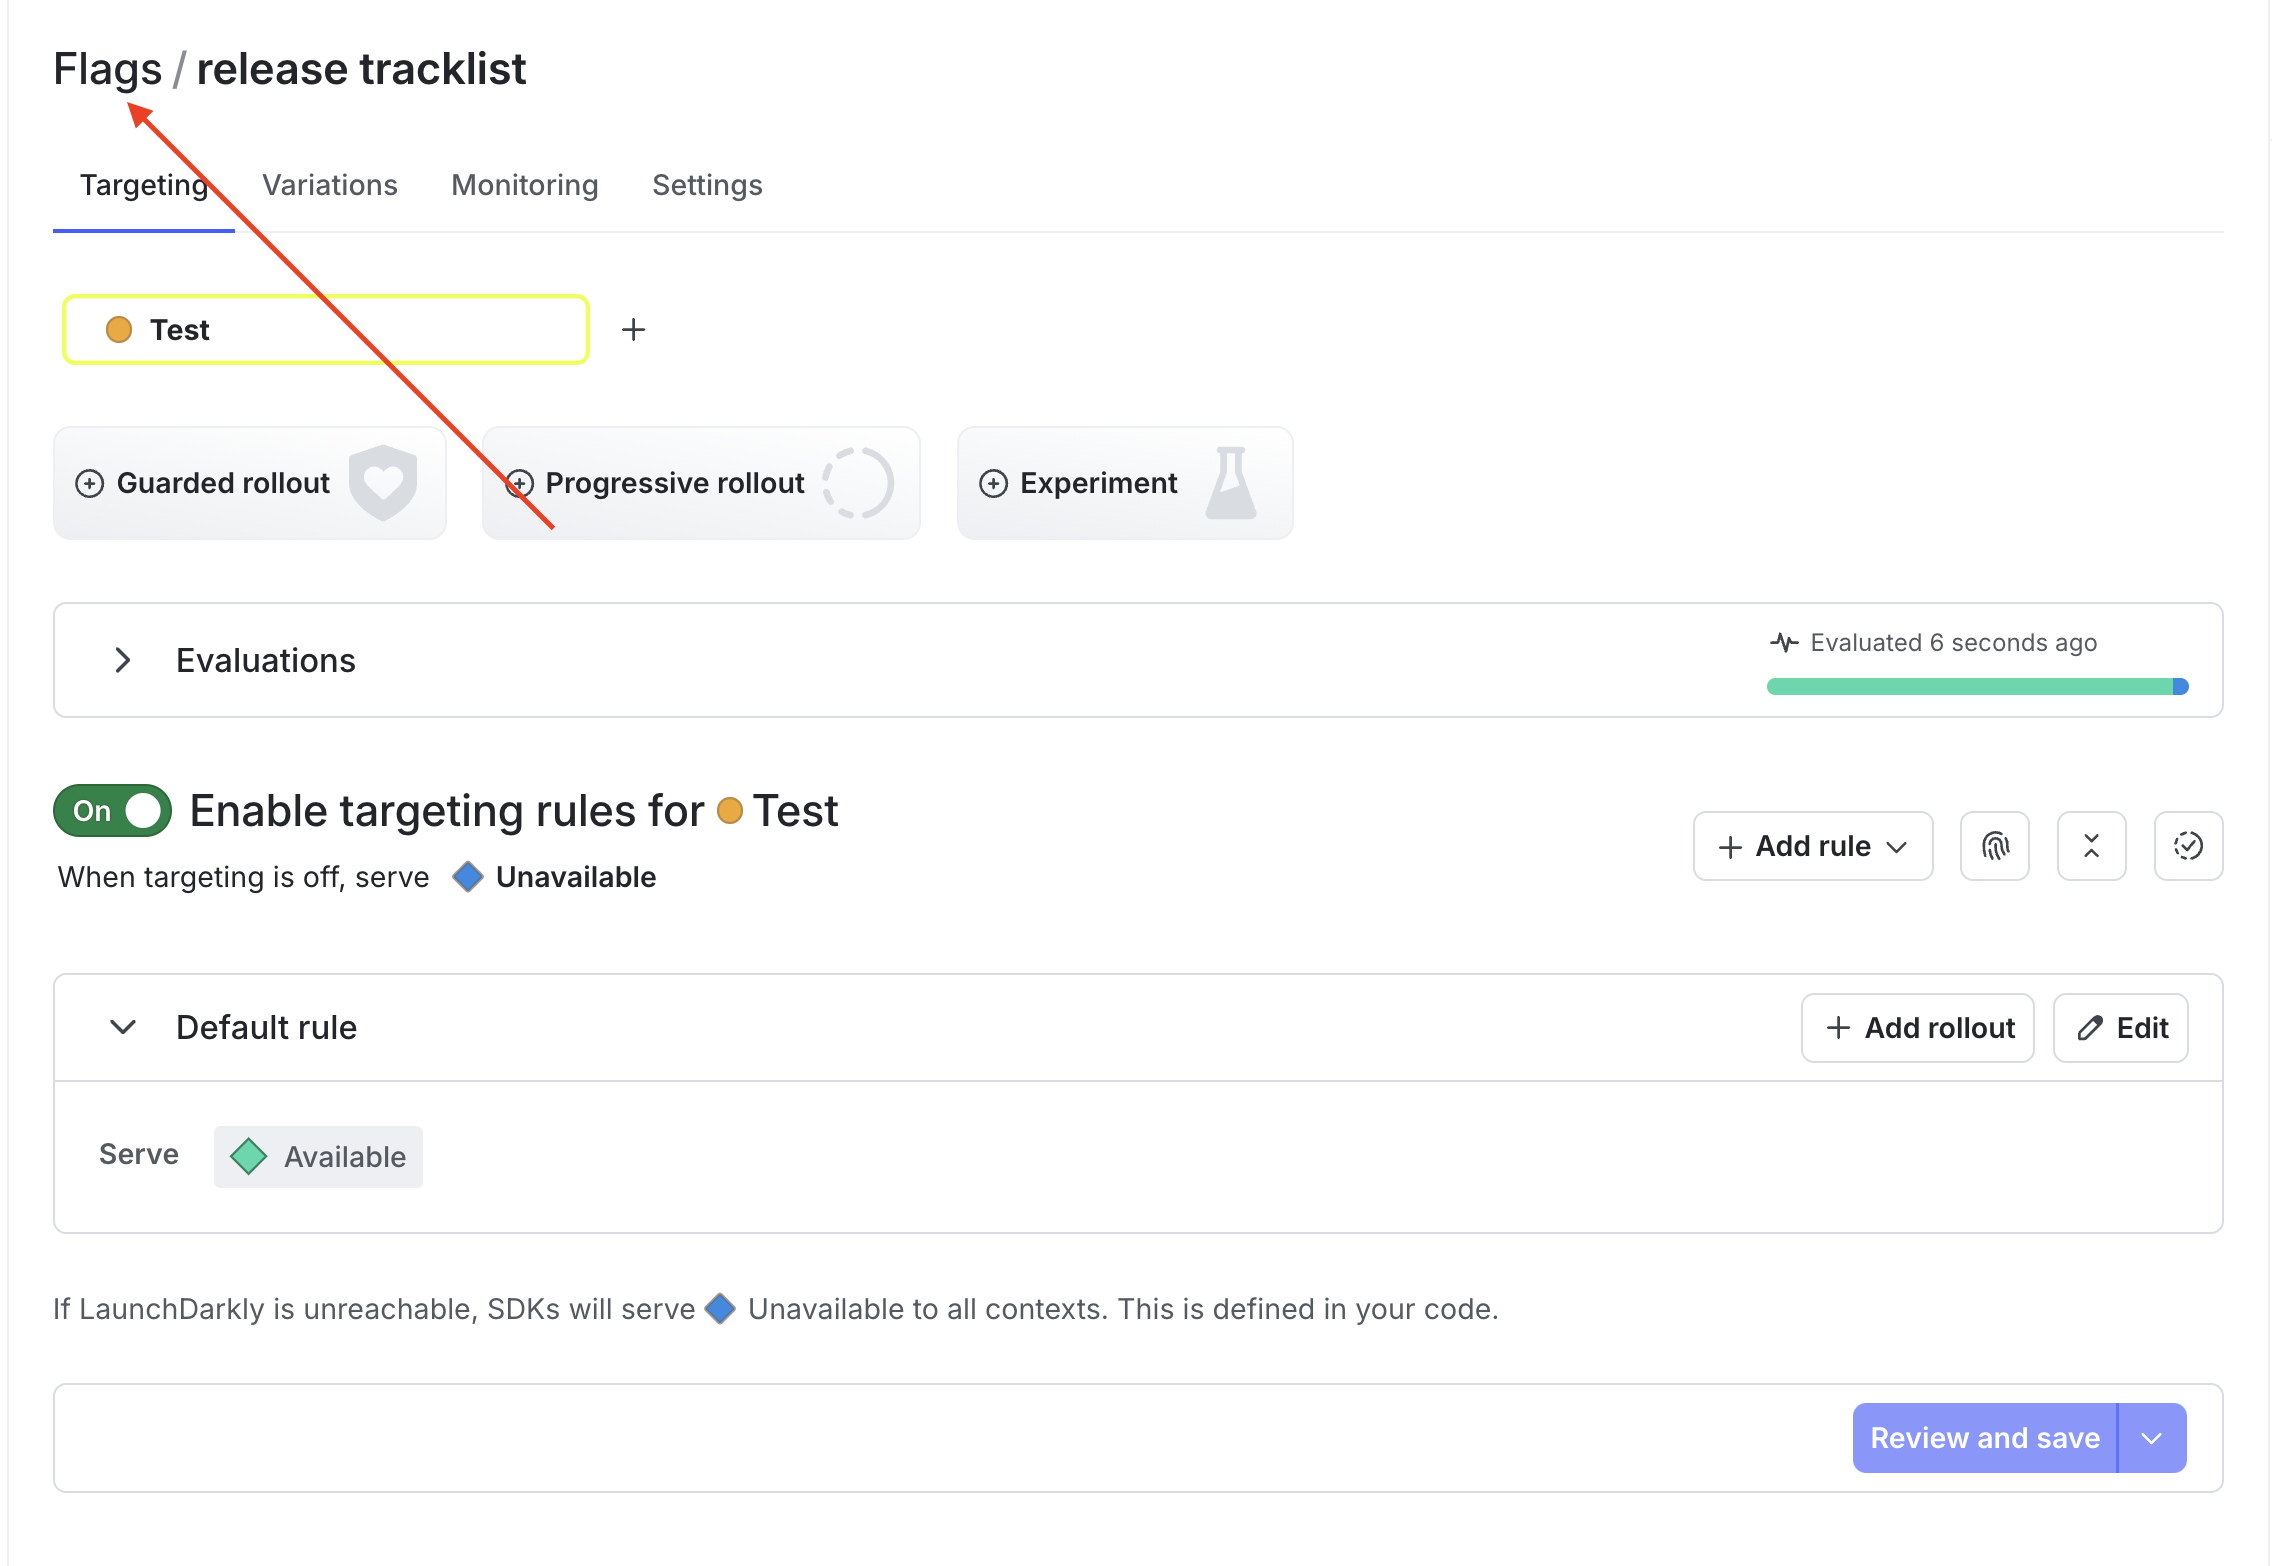 Flags / release tracklist
Targeting Variations Monitoring Settings
Test
Guarded rollout Progressive rollout Experiment
Evaluations
Evaluated 6 seconds ago
On Enable targeting rules for Test
When targeting is off, serve Unavailable
Add rule
Default rule
Add rollout Edit
Serve Available
If LaunchDarkly is unreachable, SDKs will serve Unavailable to all contexts. This is defined in your code.
Review and save